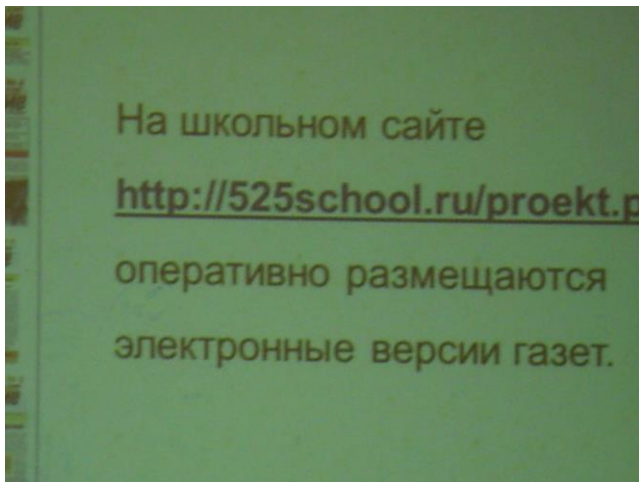 На школьном сайте
http://525school.ru/proekt.p
оперативно размещаются
электронные версии газет.